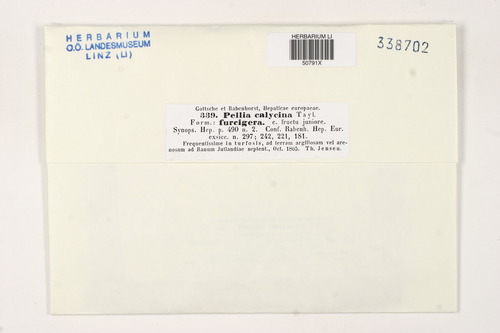 HERBARIUM
O.Ö. LANDESMUSEUM
LINZ (LI)
HERBARIUM LI
50791X
338702
Gottsche et Rabenhorst, Hepaticae europaeae.
339. Pellia calycina Tayl.
Form.: furcigera. c. fructu juniore.
Synops. Hep. p. 490 n. 2. Conf. Rabenh. Hep. Eur.
exsicc. n. 297; 242, 221, 181.
Frequentissime in turfosis, ad terram argillosam vel are-
nosam ad Ranum Jutlandiae septent., Oct. 1865. Th. Jensen.